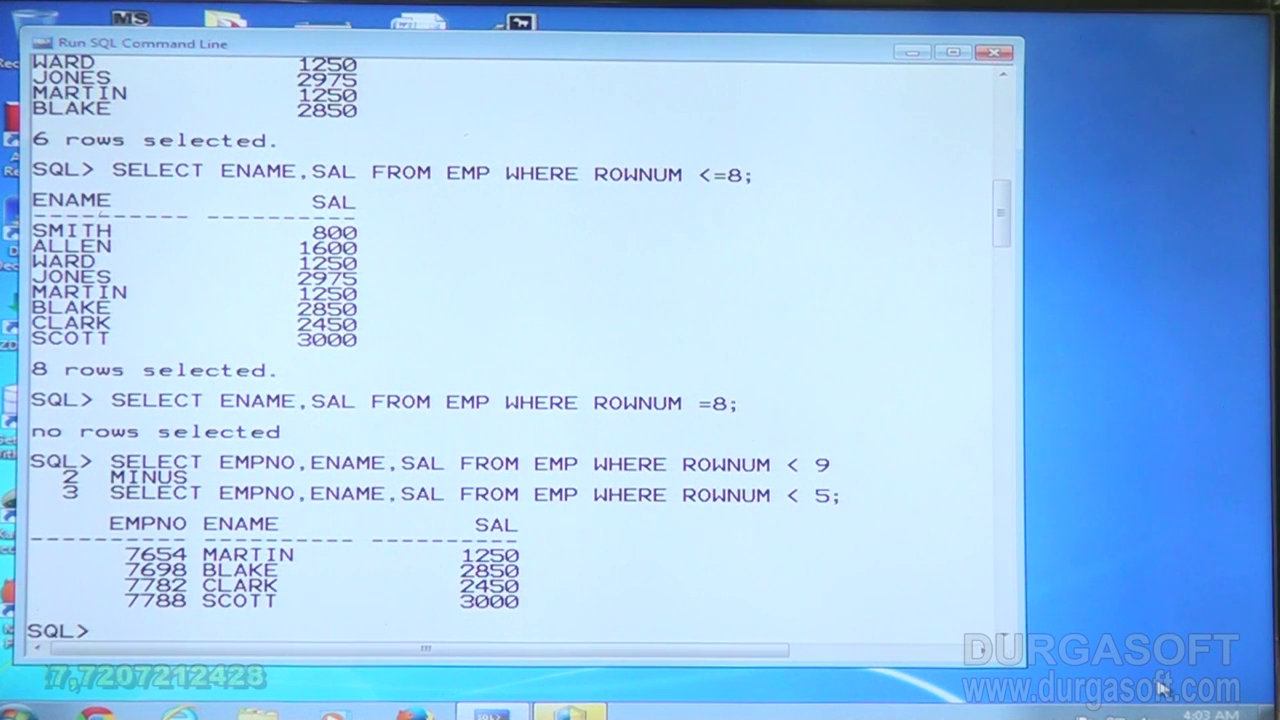 MS
Run SQL Command Line
WARD 1250
JONES 2975
MARTIN 1250
BLAKE 2850
6 rows selected.
SQL> SELECT ENAME,SAL FROM EMP WHERE ROWNUM <=8;
ENAME SAL
---------- ----------
SMITH 800
ALLEN 1600
WARD 1250
JONES 2975
MARTIN 1250
BLAKE 2850
CLARK 2450
SCOTT 3000
8 rows selected.
SQL> SELECT ENAME,SAL FROM EMP WHERE ROWNUM =8;
no rows selected
SQL> SELECT EMPNO,ENAME,SAL FROM EMP WHERE ROWNUM < 9
2 MINUS
3 SELECT EMPNO,ENAME,SAL FROM EMP WHERE ROWNUM < 5;
EMPNO ENAME SAL
---------- ---------- ----------
7654 MARTIN 1250
7698 BLAKE 2850
7782 CLARK 2450
7788 SCOTT 3000
SQL>
DURGASOFT
7,7207212428
www.durgasoft.com
4:03 AM